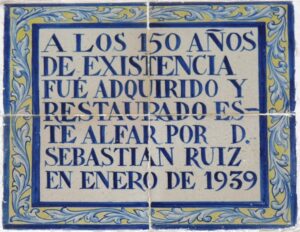 A LOS 150 AÑOS
DE EXISTENCIA
FUÉ ADQUIRIDO Y
RESTAURADO ES-
TE ALFAR POR D.
SEBASTIAN RUIZ
EN ENERO DE 1939